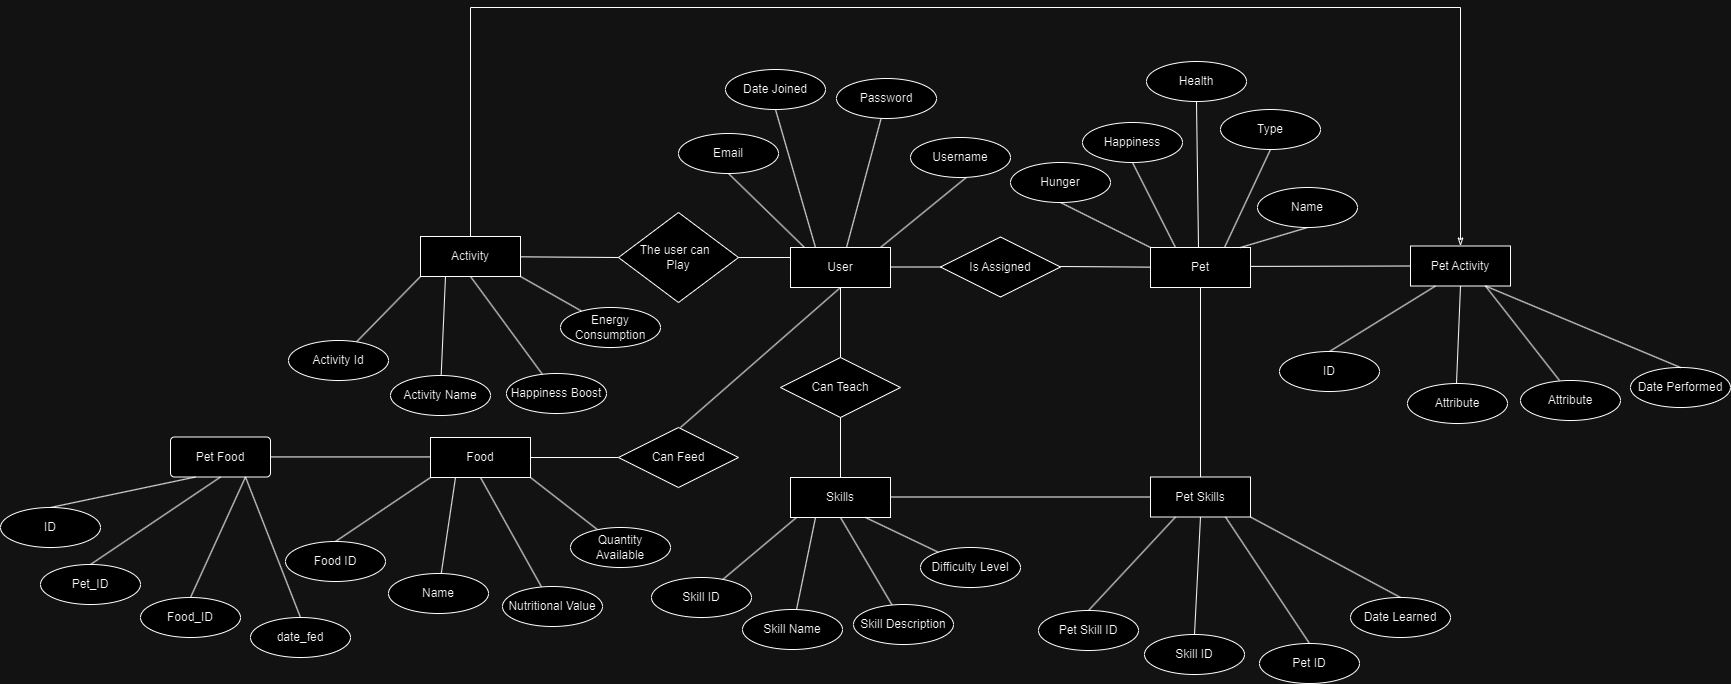 Health
Date Joined
Password
Type
Happiness
Email
Username
Hunger
Name
The user can
Play
Activity
User
Is Assigned
Pet
Pet Activity
Energy
Consumption
Activity Id
Activity Name
Happiness Boost
Can Teach
ID
Attribute
Attribute
Date Performed
Pet Food
Food
Can Feed
Skills
Pet Skills
ID
Pet_ID
Food_ID
date_fed
Food ID
Name
Nutritional Value
Quantity
Available
Skill ID
Skill Name
Skill Description
Difficulty Level
Pet Skill ID
Skill ID
Pet ID
Date Learned